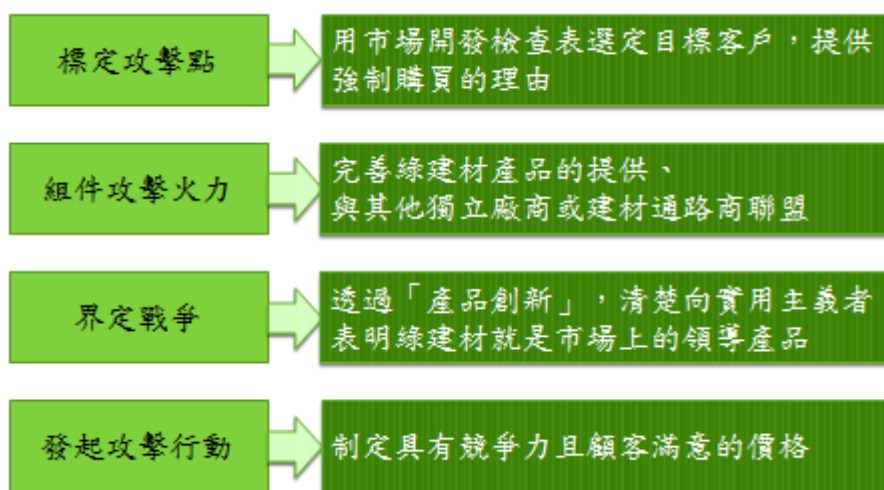 標定攻擊點
用市場開發檢查表選定目標客戶,提供
強制購買的理由
組件攻擊火力
完善綠建材產品的提供、
與其他獨立廠商或建材通路商聯盟
界定戰爭
透過「產品創新」,清楚向實用主義者
表明綠建材就是市場上的領導產品
發起攻擊行動
制定具有競爭力且顧客滿意的價格